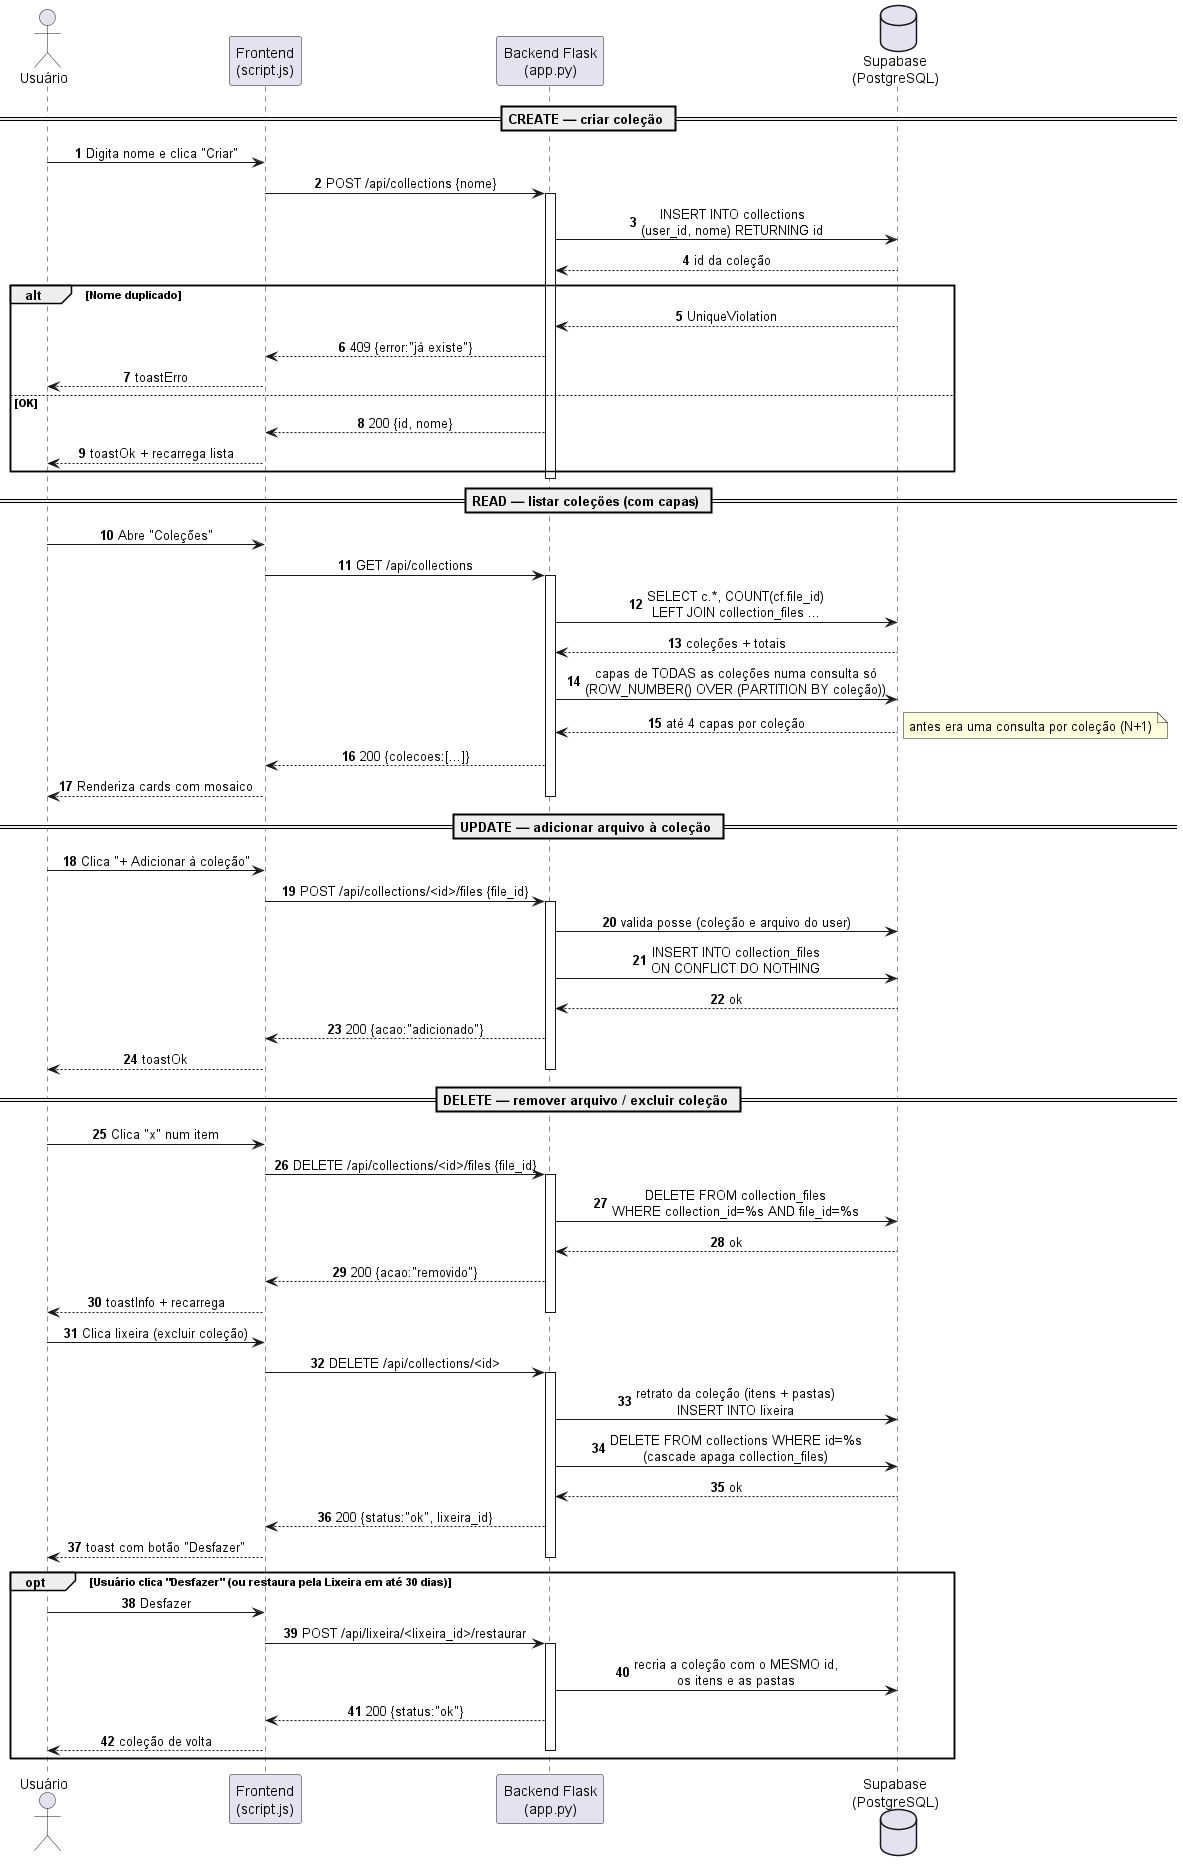 Usuário
Frontend
(script.js)
Backend Flask
(app.py)
Supabase
(PostgreSQL)
CREATE — criar coleção
1 Digita nome e clica "Criar"
2 POST /api/collections {nome}
3 INSERT INTO collections
(user_id, nome) RETURNING id
4 id da coleção
alt [Nome duplicado]
5 UniqueViolation
6 409 {error:"já existe"}
7 toastErro
[OK]
8 200 {id, nome}
9 toastOk + recarrega lista
READ — listar coleções (com capas)
10 Abre "Coleções"
11 GET /api/collections
12 SELECT c.*, COUNT(cf.file_id)
LEFT JOIN collection_files ...
13 coleções + totais
14 capas de TODAS as coleções numa consulta só
(ROW_NUMBER() OVER (PARTITION BY coleção))
15 até 4 capas por coleção
antes era uma consulta por coleção (N+1)
16 200 {colecoes:[...]}
17 Renderiza cards com mosaico
UPDATE — adicionar arquivo à coleção
18 Clica "+ Adicionar à coleção"
19 POST /api/collections/<id>/files {file_id}
20 valida posse (coleção e arquivo do user)
21 INSERT INTO collection_files
ON CONFLICT DO NOTHING
22 ok
23 200 {acao:"adicionado"}
24 toastOk
DELETE — remover arquivo / excluir coleção
25 Clica "x" num item
26 DELETE /api/collections/<id>/files {file_id}
27 DELETE FROM collection_files
WHERE collection_id=%s AND file_id=%s
28 ok
29 200 {acao:"removido"}
30 toastInfo + recarrega
31 Clica lixeira (excluir coleção)
32 DELETE /api/collections/<id>
33 retrato da coleção (itens + pastas)
INSERT INTO lixeira
34 DELETE FROM collections WHERE id=%s
(cascade apaga collection_files)
35 ok
36 200 {status:"ok", lixeira_id}
37 toast com botão "Desfazer"
opt [Usuário clica "Desfazer" (ou restaura pela Lixeira em até 30 dias)]
38 Desfazer
39 POST /api/lixeira/<lixeira_id>/restaurar
40 recria a coleção com o MESMO id,
os itens e as pastas
41 200 {status:"ok"}
42 coleção de volta
Usuário
Frontend
(script.js)
Backend Flask
(app.py)
Supabase
(PostgreSQL)